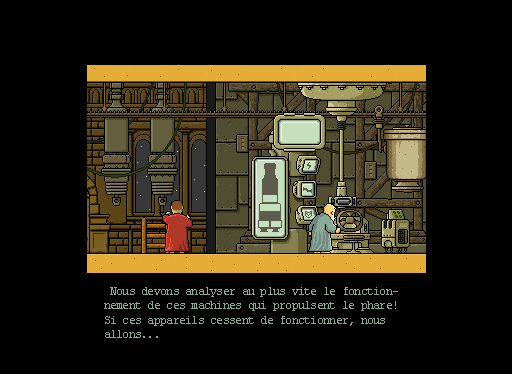 Nous devons analyser au plus vite le fonction-
nement de ces machines qui propulsent le phare!
Si ces appareils cessent de fonctionner, nous
allons...